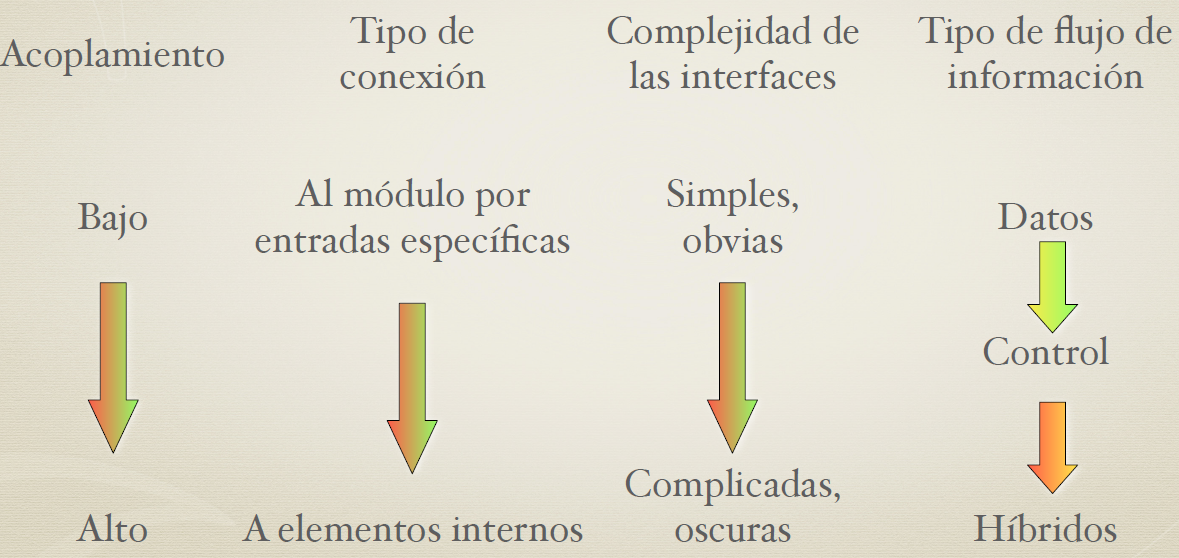 Acoplamiento
Tipo de
conexión
Complejidad de
las interfaces
Tipo de flujo de
información
Bajo
Al módulo por
entradas específicas
Simples,
obvias
Datos
Control
Alto
A elementos internos
Complicadas,
oscuras
Híbridos